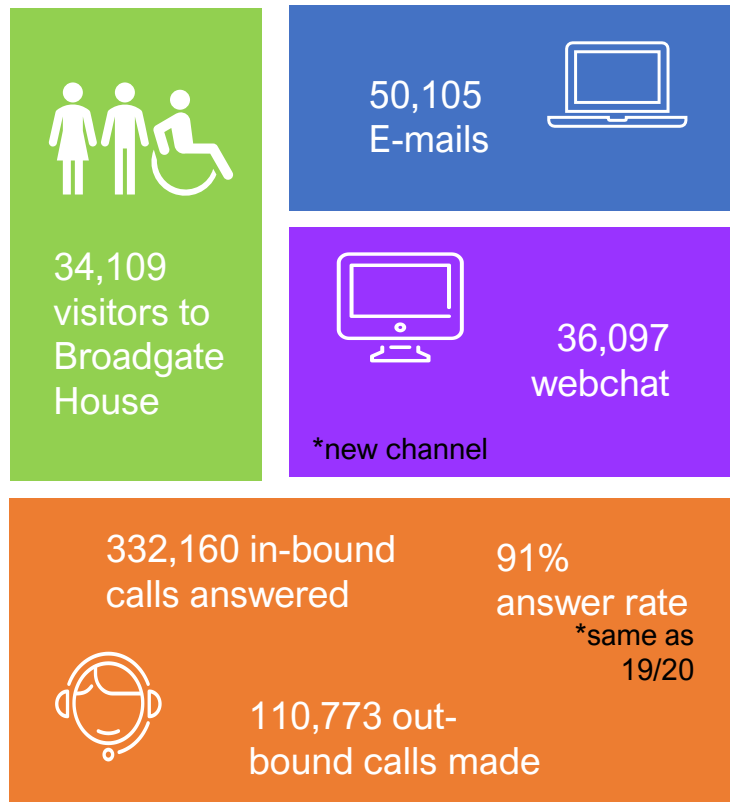 34,109
visitors to
Broadgate
House
50,105
E-mails
36,097
webchat
*new channel
332,160 in-bound
calls answered
91%
answer rate
*same as
19/20
110,773 out-
bound calls made